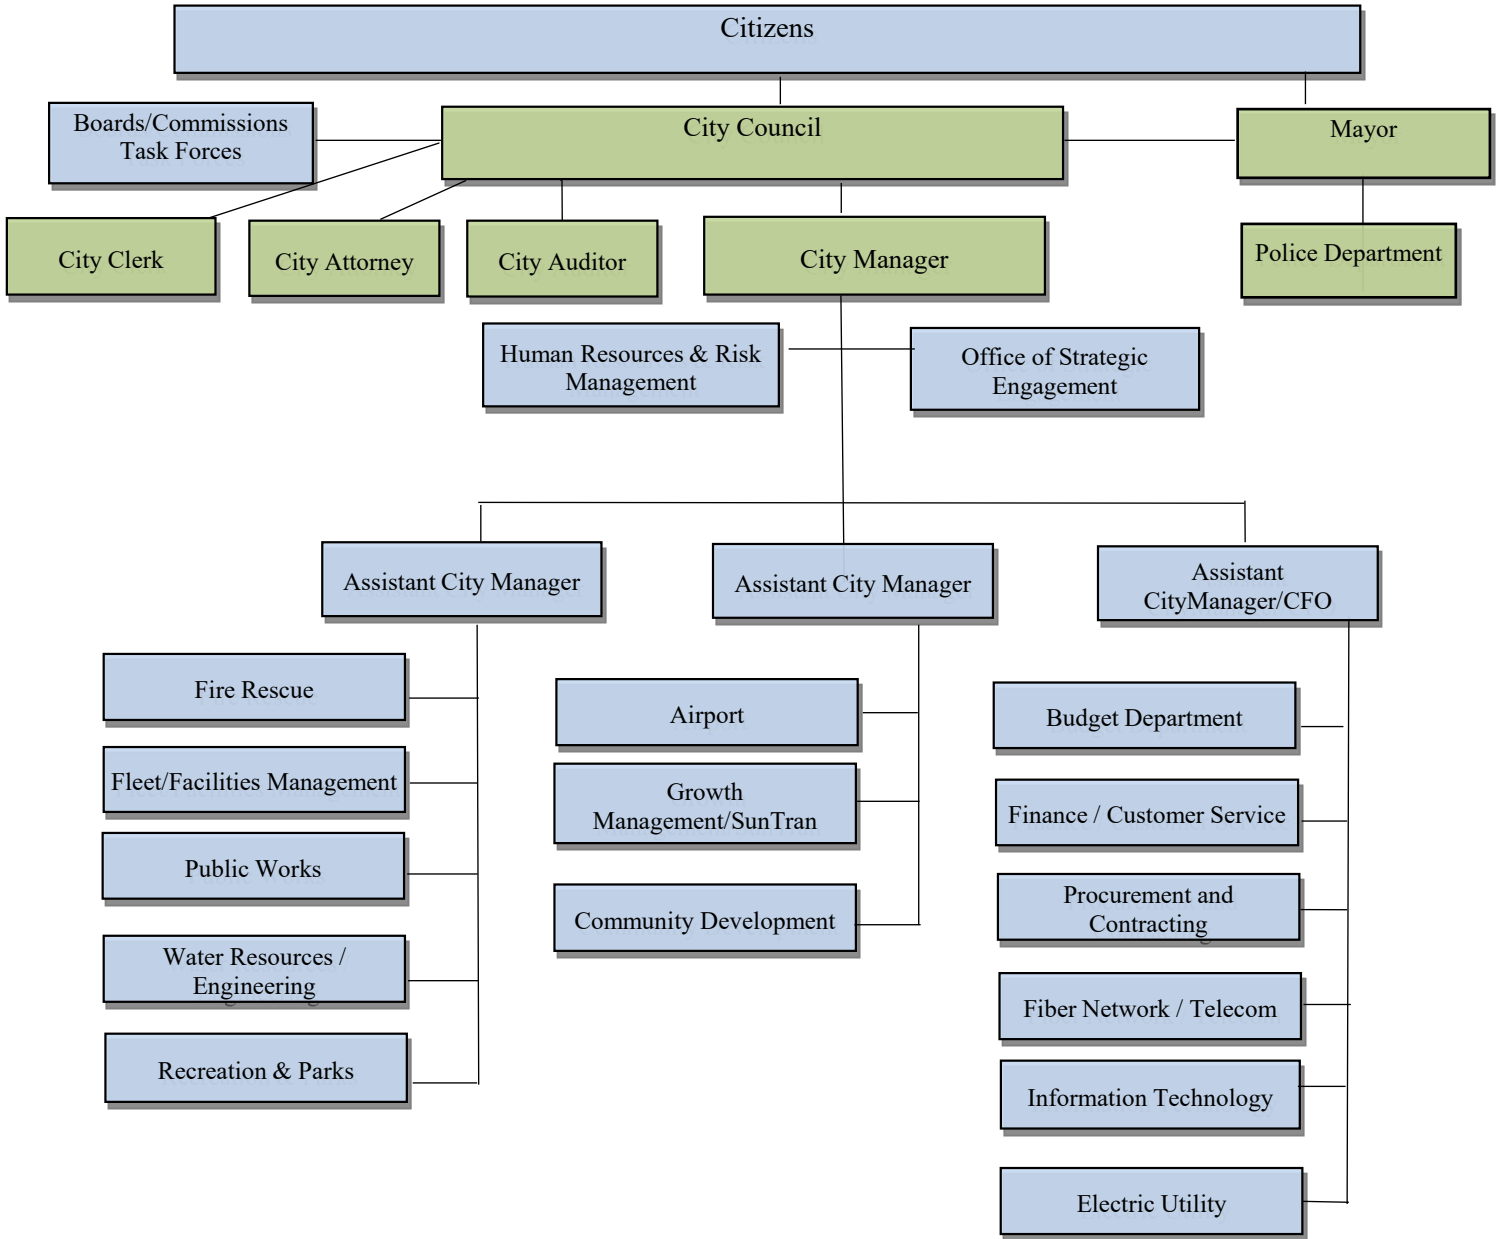 Citizens
Boards/Commissions
Task Forces
City Council
Mayor
City Clerk
City Attorney
City Auditor
City Manager
Police Department
Human Resources & Risk
Management
Office of Strategic
Engagement
Assistant City Manager
Assistant City Manager
Assistant
CityManager/CFO
Fire Rescue
Fleet/Facilities Management
Public Works
Water Resources /
Engineering
Recreation & Parks
Airport
Growth
Management/SunTran
Community Development
Budget Department
Finance / Customer Service
Procurement and
Contracting
Fiber Network / Telecom
Information Technology
Electric Utility